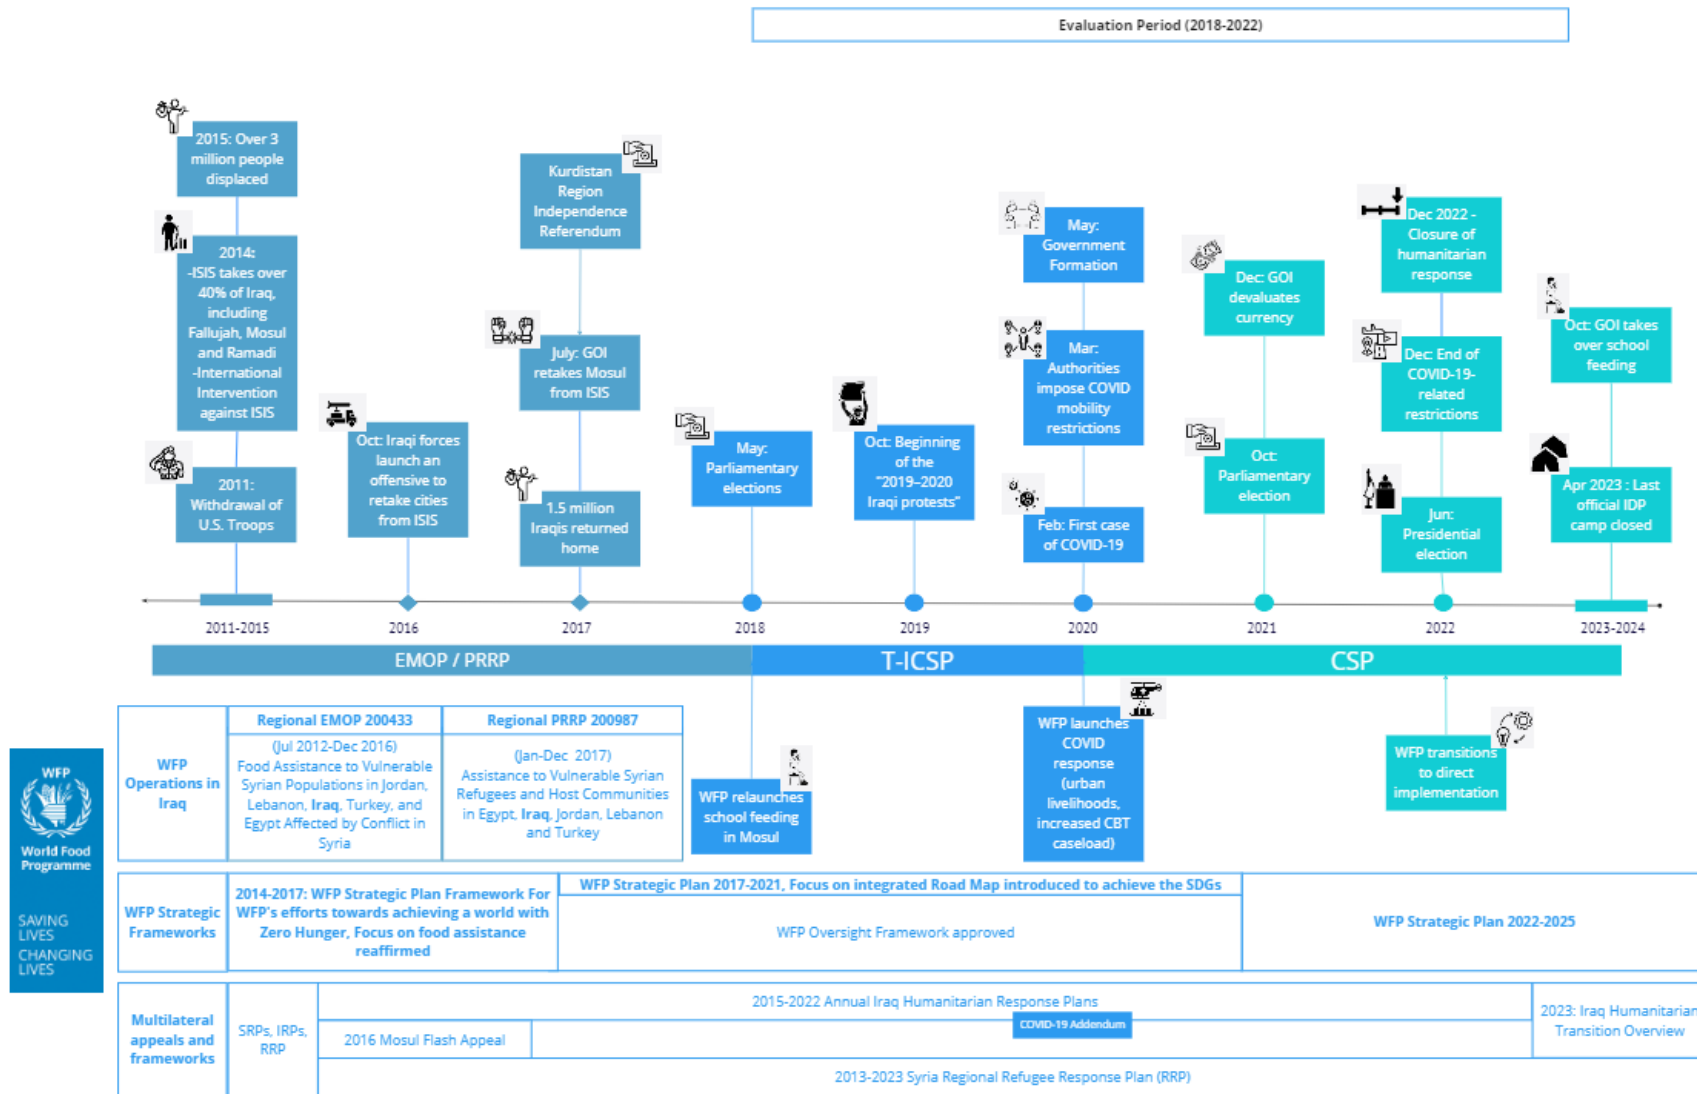 Evaluation Period (2018-2022)
2015: Over 3
million people
displaced
2014:
-ISIS takes over
40% of Iraq,
including
Fallujah, Mosul
and Ramadi
-International
Intervention
against ISIS
2011:
Withdrawal of
U.S. Troops
Oct: Iraqi forces
launch an
offensive to
retake cities
from ISIS
Kurdistan
Region
Independence
Referendum
July: GOI
retakes Mosul
from ISIS
1.5 million
Iraqis returned
home
May:
Parliamentary
elections
Oct: Beginning
of the
"2019–2020
Iraqi protests"
May:
Government
Formation
Mar:
Authorities
impose COVID
mobility
restrictions
Feb: First case
of COVID-19
Dec: GOI
devaluates
currency
Oct:
Parliamentary
election
Dec 2022 -
Closure of
humanitarian
response
Dec: End of
COVID-19-
related
restrictions
Jun:
Presidential
election
Oct: GOI takes
over school
feeding
Apr 2023 : Last
official IDP
camp closed
2011-2015
2016
2017
2018
2019
2020
2021
2022
2023-2024
EMOP / PRRP
T-ICSP
CSP
WFP
Operations in
Iraq
Regional EMOP 200433
(Jul 2012-Dec 2016)
Food Assistance to Vulnerable
Syrian Populations in Jordan,
Lebanon, Iraq, Turkey, and
Egypt Affected by Conflict in
Syria
Regional PRRP 200987
(Jan-Dec 2017)
Assistance to Vulnerable Syrian
Refugees and Host Communities
in Egypt, Iraq, Jordan, Lebanon
and Turkey
WFP relaunches
school feeding
in Mosul
WFP launches
COVID
response
(urban
livelihoods,
increased CBT
caseload)
WFP transitions
to direct
implementation
WFP
World Food
Programme
SAVING
LIVES
CHANGING
LIVES
WFP Strategic
Frameworks
2014-2017: WFP Strategic Plan Framework For
WFP's efforts towards achieving a world with
Zero Hunger, Focus on food assistance
reaffirmed
WFP Strategic Plan 2017-2021, Focus on integrated Road Map introduced to achieve the SDGs
WFP Oversight Framework approved
WFP Strategic Plan 2022-2025
Multilateral
appeals and
frameworks
SRPs, IRPs,
RRP
2015-2022 Annual Iraq Humanitarian Response Plans
COVID-19 Addendum
2016 Mosul Flash Appeal
2023: Iraq Humanitarian
Transition Overview
2013-2023 Syria Regional Refugee Response Plan (RRP)